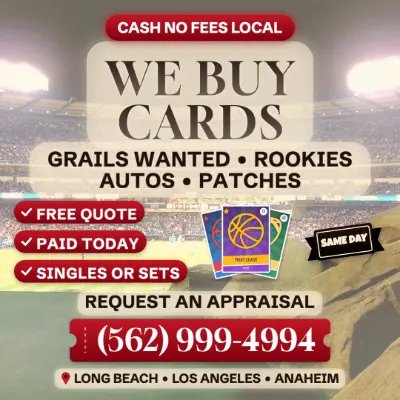 CASH NO FEES LOCAL
WE BUY
CARDS
GRAILS WANTED • ROOKIES
AUTOS • PATCHES
FREE QUOTE
PAID TODAY
SINGLES OR SETS
SAME DAY
REQUEST AN APPRAISAL
(562) 999-4994
LONG BEACH • LOS ANGELES • ANAHEIM